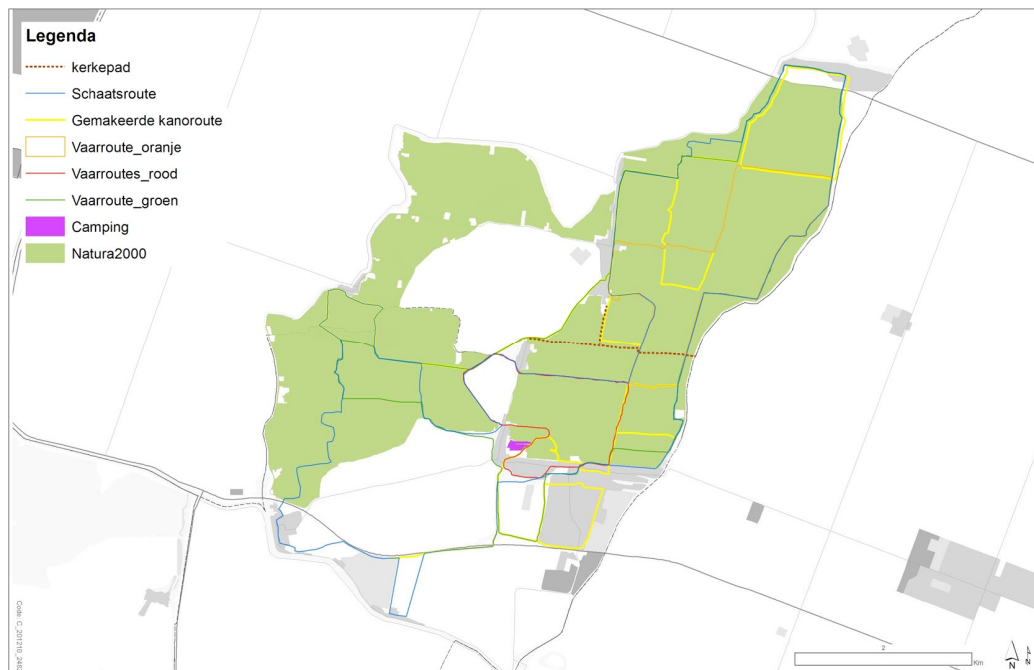 Legenda
kerkepad
Schaatsroute
Gemakeerde kanoroute
Vaarroute_oranje
Vaarroutes_rood
Vaarroute_groen
Camping
Natura2000
2
Km
N
N